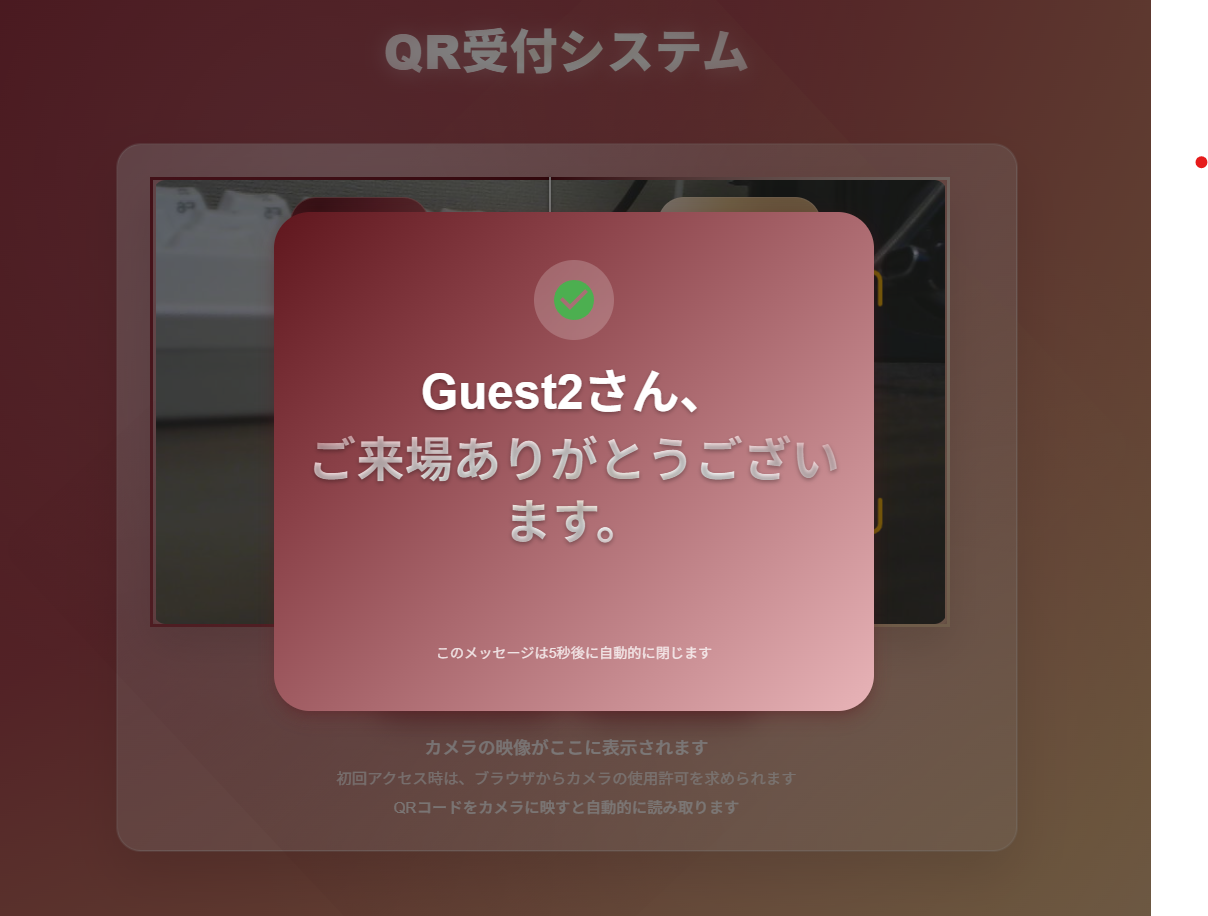 QR受付システム
Guest2さん、
ご来場ありがとうござい
ます。
このメッセージは5秒後に自動的に閉じます
カメラの映像がここに表示されます
初回アクセス時は、ブラウザからカメラの使用許可を求められます
QRコードをカメラに映すと自動的に読み取ります